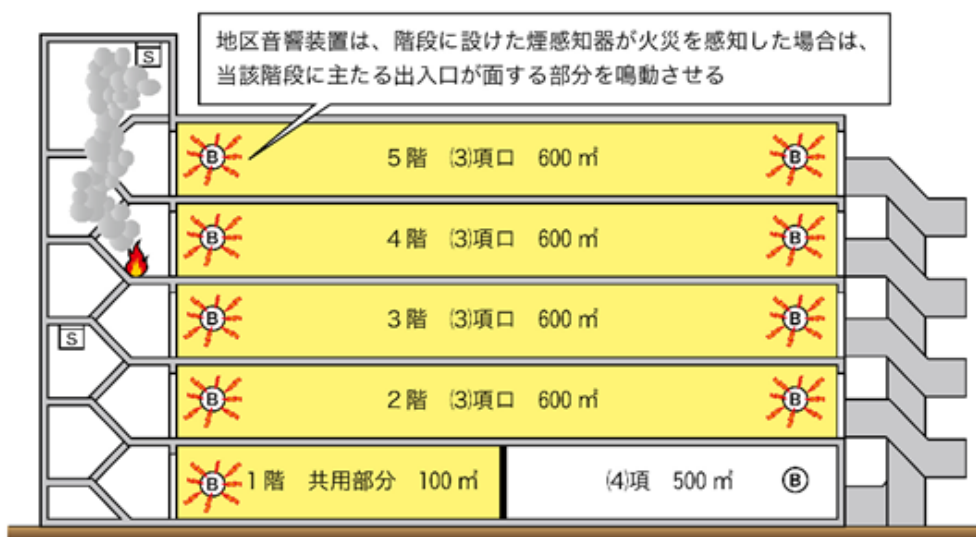 地区音響装置は、階段に設けた煙感知器が火災を感知した場合は、
当該階段に主たる出入口が面する部分を鳴動させる
S
B 5階 ⑶項ロ 600㎡ B
B 4階 ⑶項ロ 600㎡ B
B 3階 ⑶項ロ 600㎡ B
S
B 2階 ⑶項ロ 600㎡ B
B 1階 共用部分 100㎡ ⑷項 500㎡ B